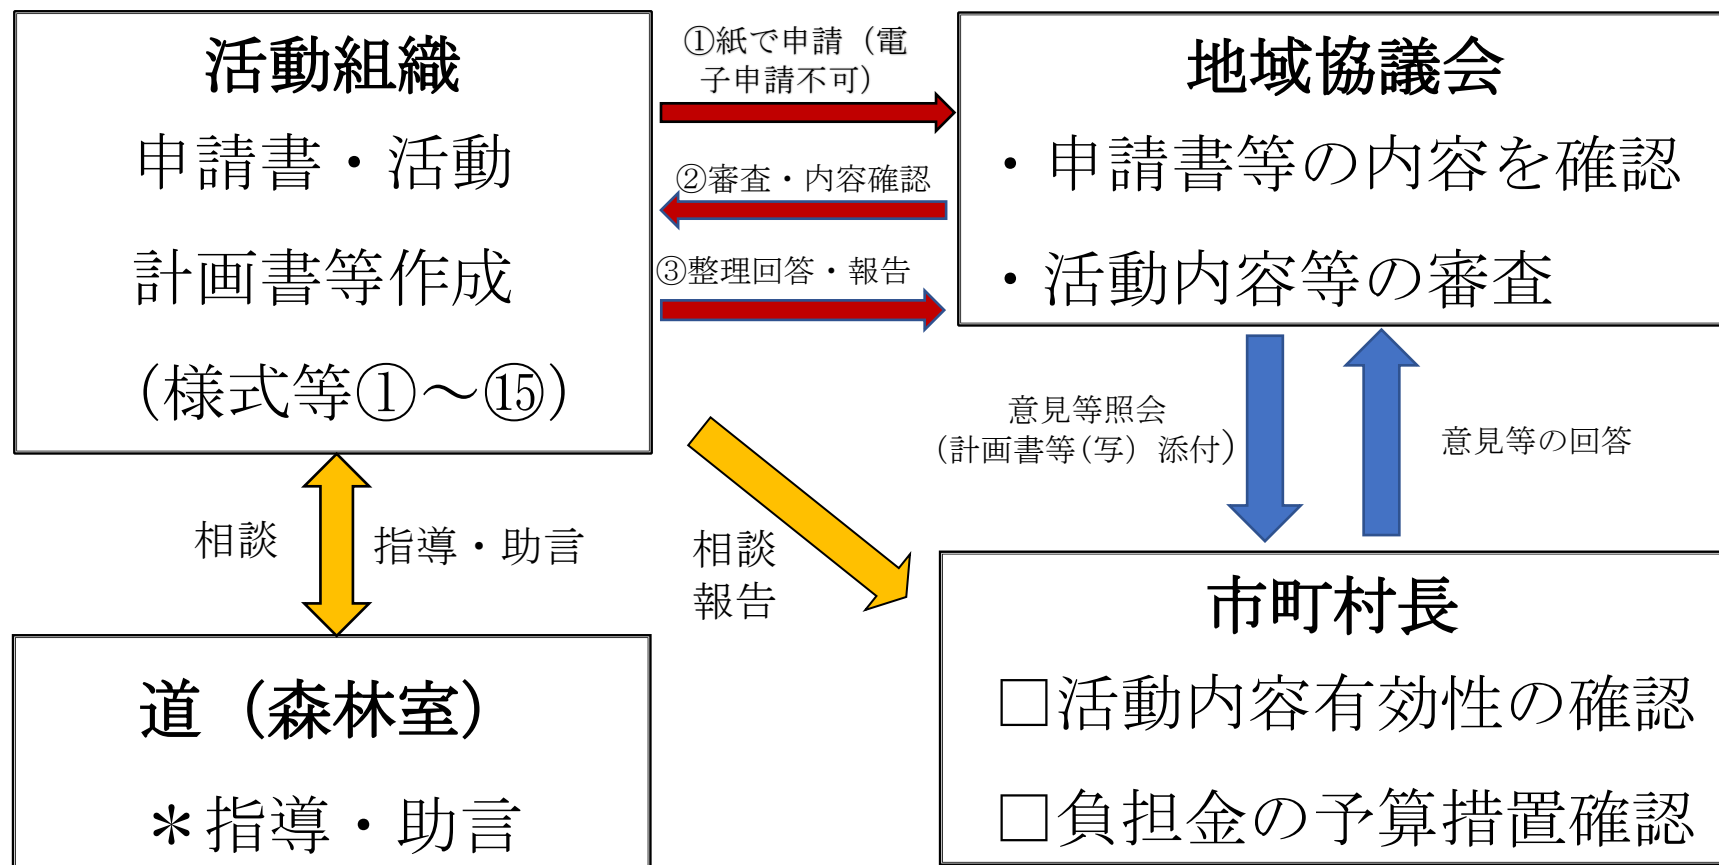 活動組織
申請書・活動
計画書等作成
(様式等①～⑮)
①紙で申請（電
子申請不可）
②審査・内容確認
③整理回答・報告
地域協議会
・申請書等の内容を確認
・活動内容等の審査
意見等照会
(計画書等(写) 添付)
意見等の回答
相談
指導・助言
相談
報告
道（森林室）
＊指導・助言
市町村長
□活動内容有効性の確認
□負担金の予算措置確認